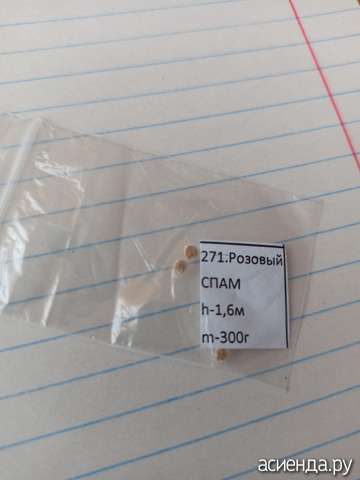 271.Розовый
СПАМ
h-1,6м
m-300г
асиенда.ру